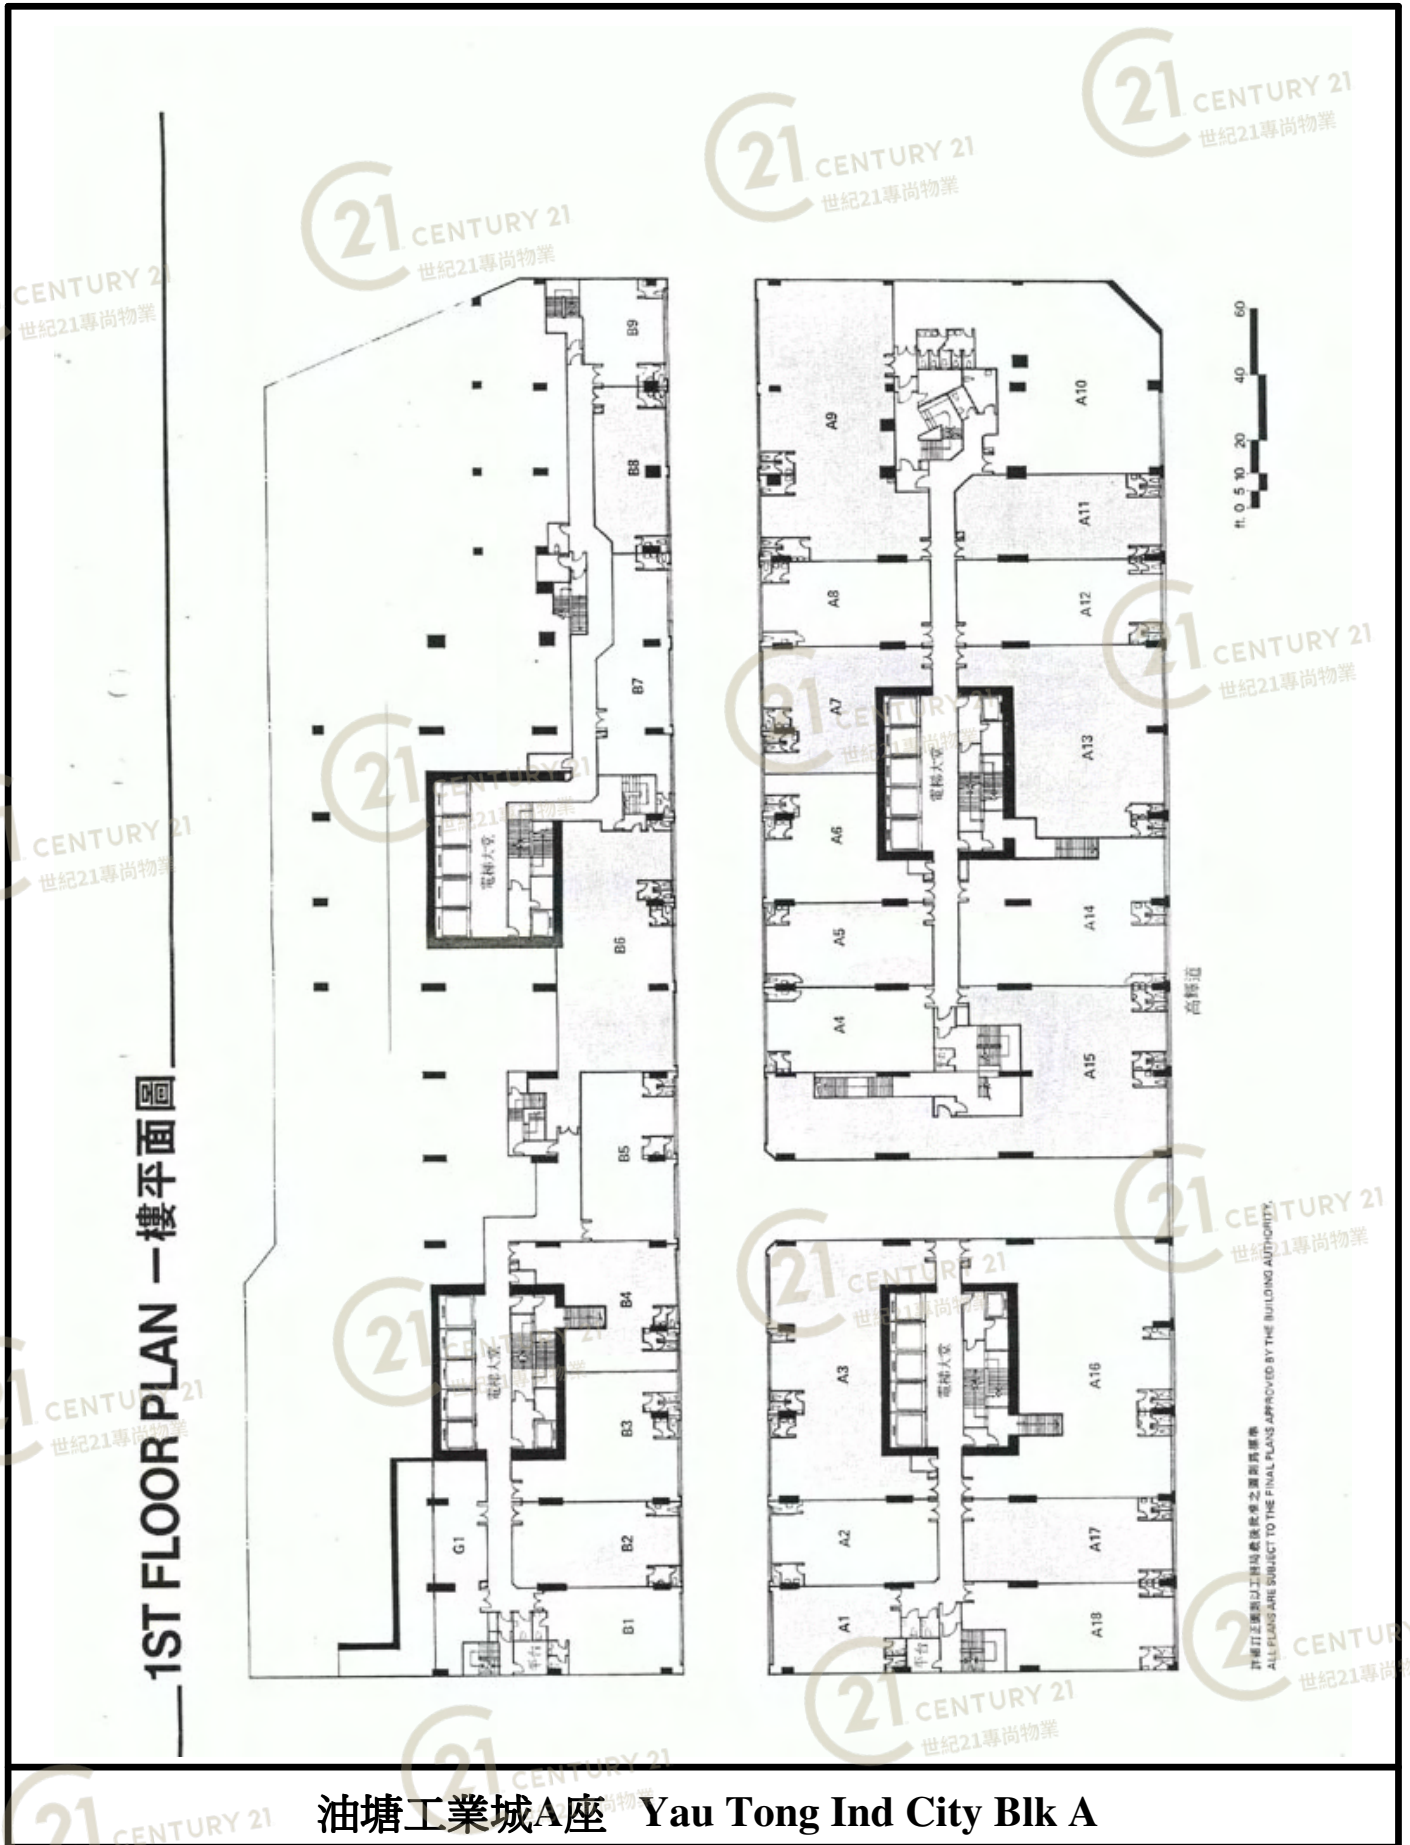 1ST FLOOR PLAN 一樓平面圖
B9
B8
B7
B6
B5
B4
B3
B2
B1
G1
電梯大堂
電梯大堂
平台
A9
A10
A8
A11
A12
A7
A13
A6
A5
A14
A4
A15
電梯大堂
A3
A16
電梯大堂
A2
A17
A1
A18
平台
高輝道
ft. 0 5 10 20 40 60
ALL PLANS ARE SUBJECT TO THE FINAL PLANS APPROVED BY THE BUILDING AUTHORITY.
油塘工業城A座 Yau Tong Ind City Blk A
21 CENTURY 21
世紀21專尚物業